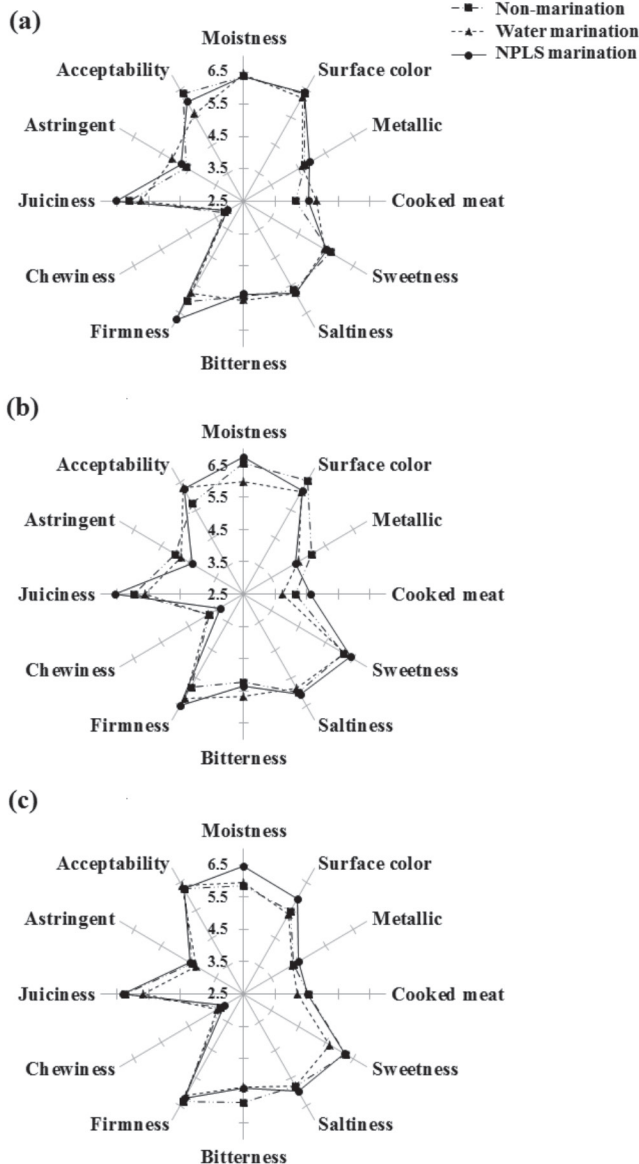 (a)
Non-marination
Water marination
NPLS marination
Moistness
Acceptability
6.5
Surface color
5.5
Astringent
4.5
Metallic
3.5
Juiciness
2.5
Cooked meat
Chewiness
Sweetness
Firmness
Saltiness
Bitterness
(b)
Moistness
Acceptability
6.5
Surface color
5.5
Astringent
4.5
Metallic
3.5
Juiciness
2.5
Cooked meat
Chewiness
Sweetness
Firmness
Saltiness
Bitterness
(c)
Moistness
Acceptability
6.5
Surface color
5.5
Astringent
4.5
Metallic
3.5
Juiciness
2.5
Cooked meat
Chewiness
Sweetness
Firmness
Saltiness
Bitterness